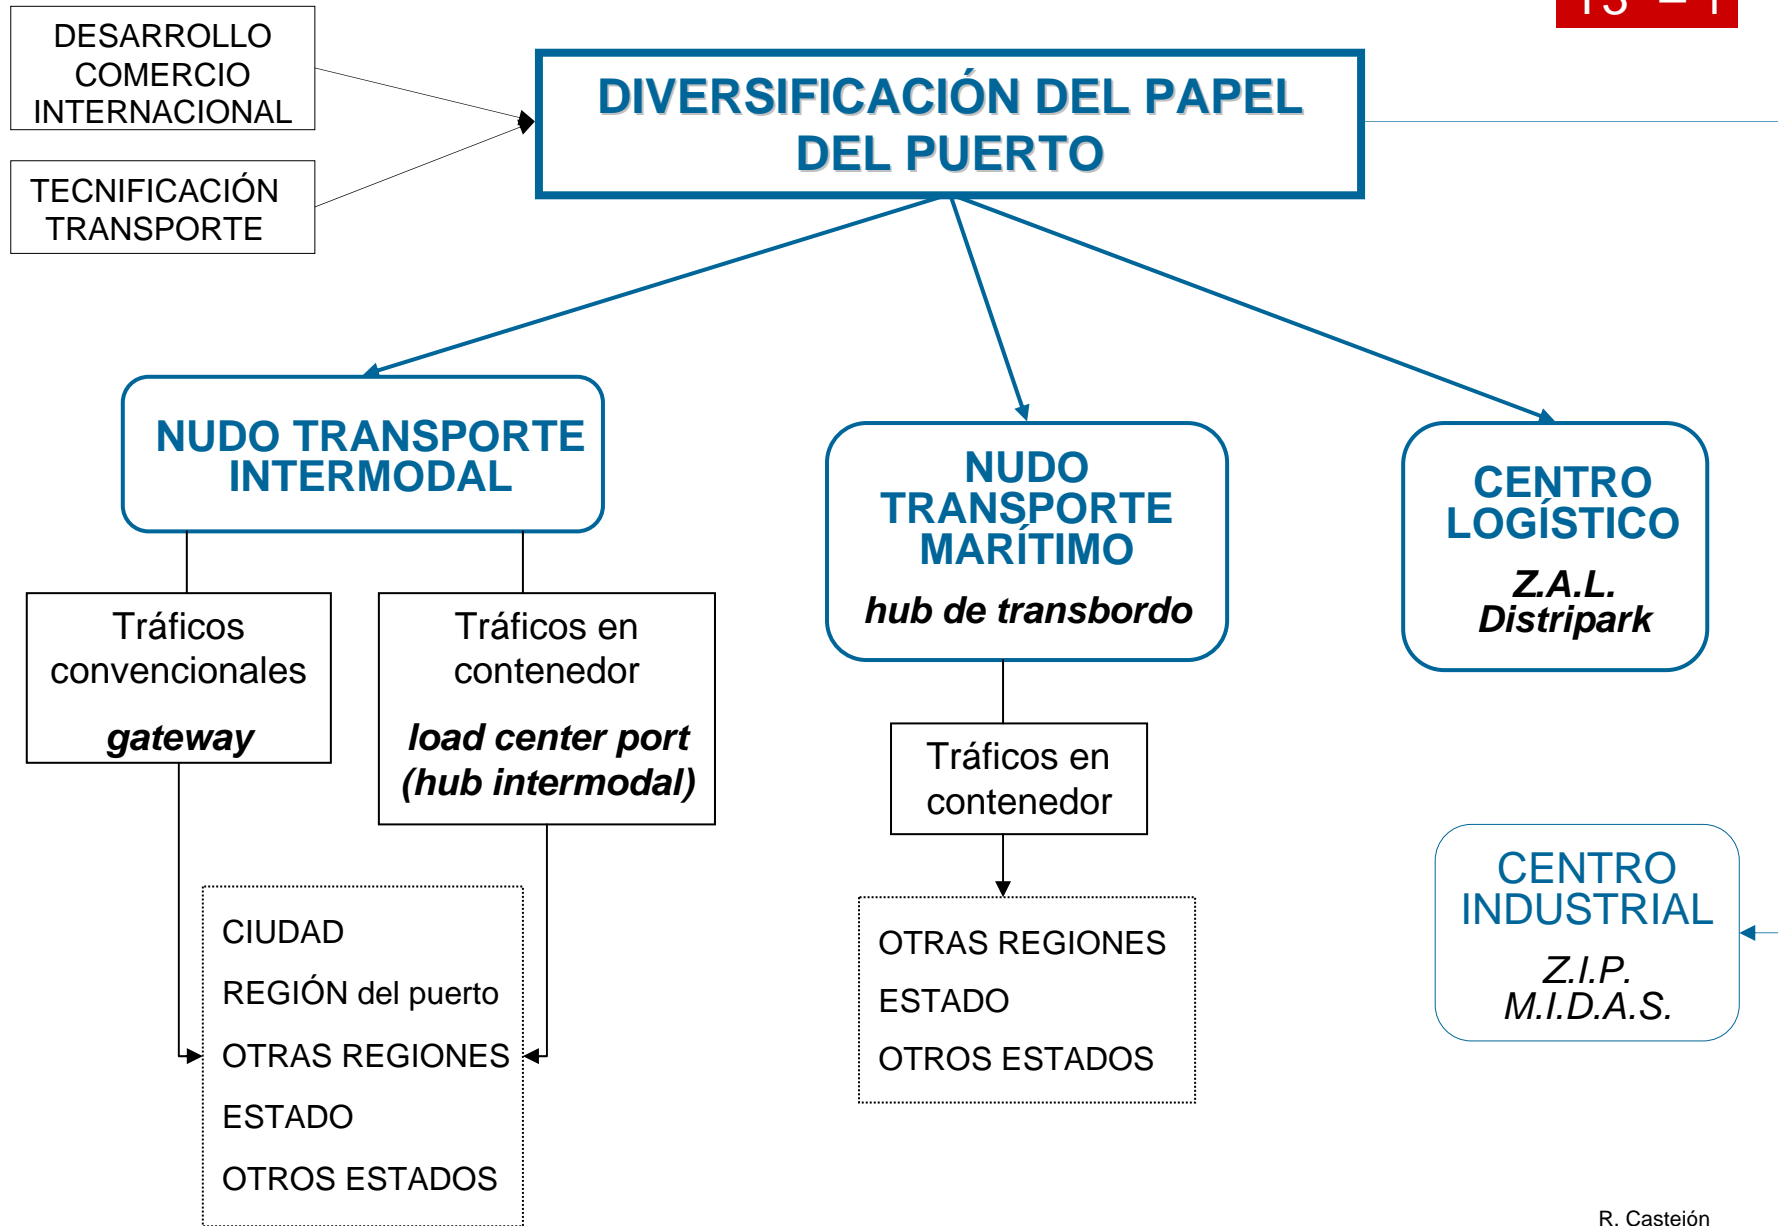 DESARROLLO
COMERCIO
INTERNACIONAL
TECNIFICACIÓN
TRANSPORTE
DIVERSIFICACIÓN DEL PAPEL
DEL PUERTO
NUDO TRANSPORTE
INTERMODAL
Tráficos
convencionales
gateway
Tráficos en
contenedor
load center port
(hub intermodal)
CIUDAD
REGIÓN del puerto
OTRAS REGIONES
ESTADO
OTROS ESTADOS
NUDO
TRANSPORTE
MARÍTIMO
hub de transbordo
Tráficos en
contenedor
OTRAS REGIONES
ESTADO
OTROS ESTADOS
CENTRO
LOGÍSTICO
Z.A.L.
Distripark
CENTRO
INDUSTRIAL
Z.I.P.
M.I.D.A.S.
R. Castejón